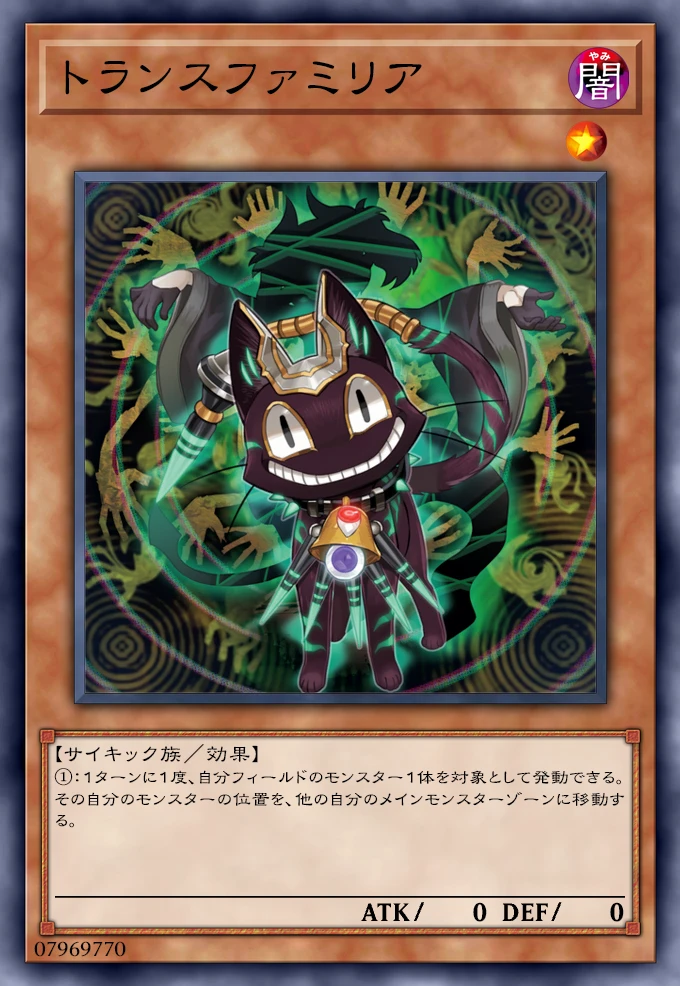 トランスファミリア
やみ
闇
【サイキック族／効果】
①：1ターンに1度、自分フィールドのモンスター1体を対象として発動できる。
その自分のモンスターの位置を、他の自分のメインモンスターゾーンに移動す
る。
ATK/ 0 DEF/ 0
07969770